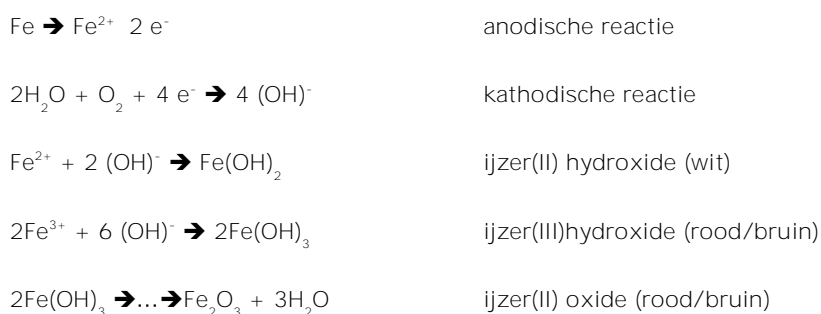 Fe ➔ Fe²⁺ 2 e⁻ anodische reactie
2H₂O + O₂ + 4 e⁻ ➔ 4 (OH)⁻ kathodische reactie
Fe²⁺ + 2 (OH)⁻ ➔ Fe(OH)₂ ijzer(II) hydroxide (wit)
2Fe³⁺ + 6 (OH)⁻ ➔ 2Fe(OH)₃ ijzer(III)hydroxide (rood/bruin)
2Fe(OH)₃ ➔...➔Fe₂O₃ + 3H₂O ijzer(II) oxide (rood/bruin)